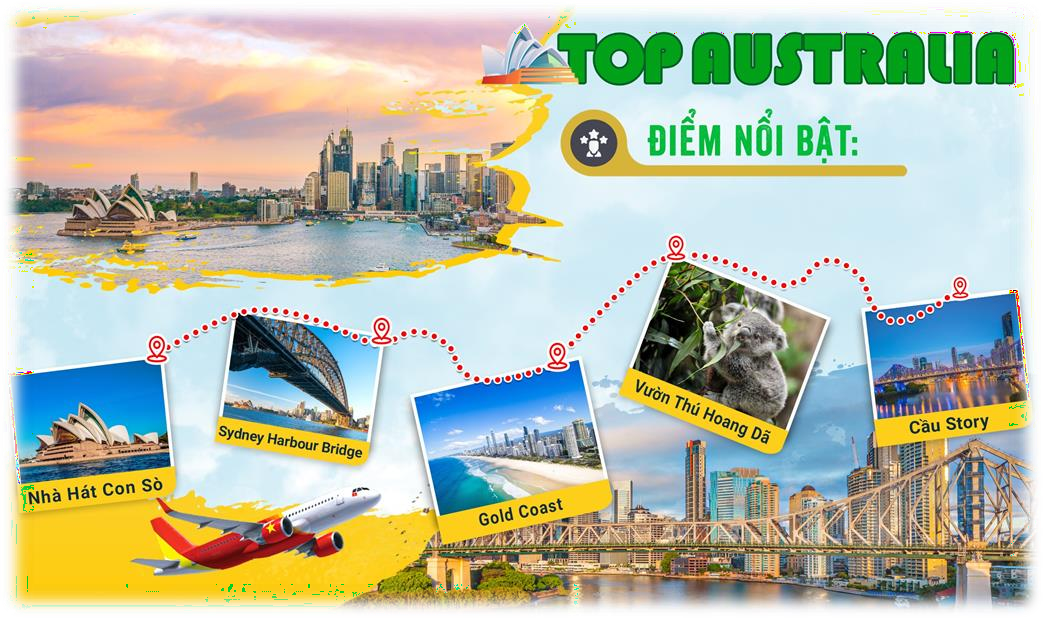 TOP AUSTRALIA
ĐIỂM NỔI BẬT:
Nhà Hát Con Sò
Sydney Harbour Bridge
Gold Coast
Vườn Thú Hoang Dã
Cầu Story